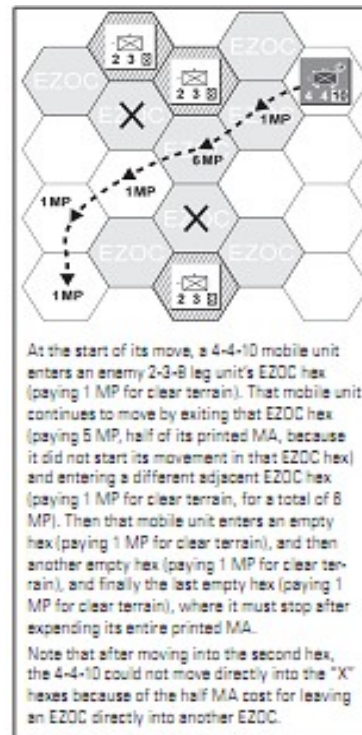 EZOC
2 3 8
EZOC
2 3 8
4 4 10
1MP
EZOC
6MP
1MP
1MP
EZOC
EZOC
1MP
2 3 8
At the start of its move, a 4-4-10 mobile unit
enters an enemy 2-3-8 leg unit's EZOC hex
(paying 1 MP for clear terrain). That mobile unit
continues to move by exiting that EZOC hex
(paying 5 MP, half of its printed MA, because
it did not start its movement in that EZOC hex)
and entering a different adjacent EZOC hex
(paying 1 MP for clear terrain, for a total of 6
MP). Then that mobile unit enters an empty
hex (paying 1 MP for clear terrain), and then
another empty hex (paying 1 MP for clear ter-
rain), and finally the last empty hex (paying 1
MP for clear terrain), where it must stop after
expending its entire printed MA.
Note that after moving into the second hex,
the 4-4-10 could not move directly into the "X"
hexes because of the half MA cost for leaving
an EZOC directly into another EZOC.